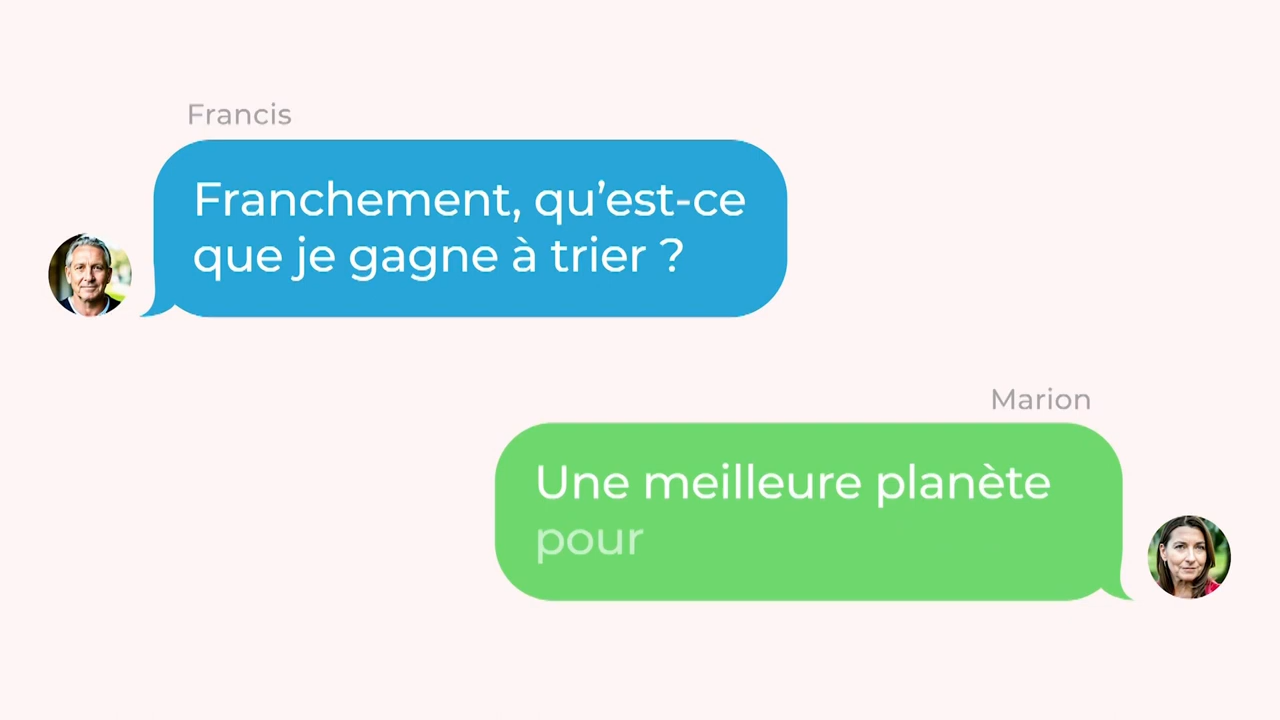 Francis
Franchement, qu’est-ce
que je gagne à trier ?
Marion
Une meilleure planète
pour